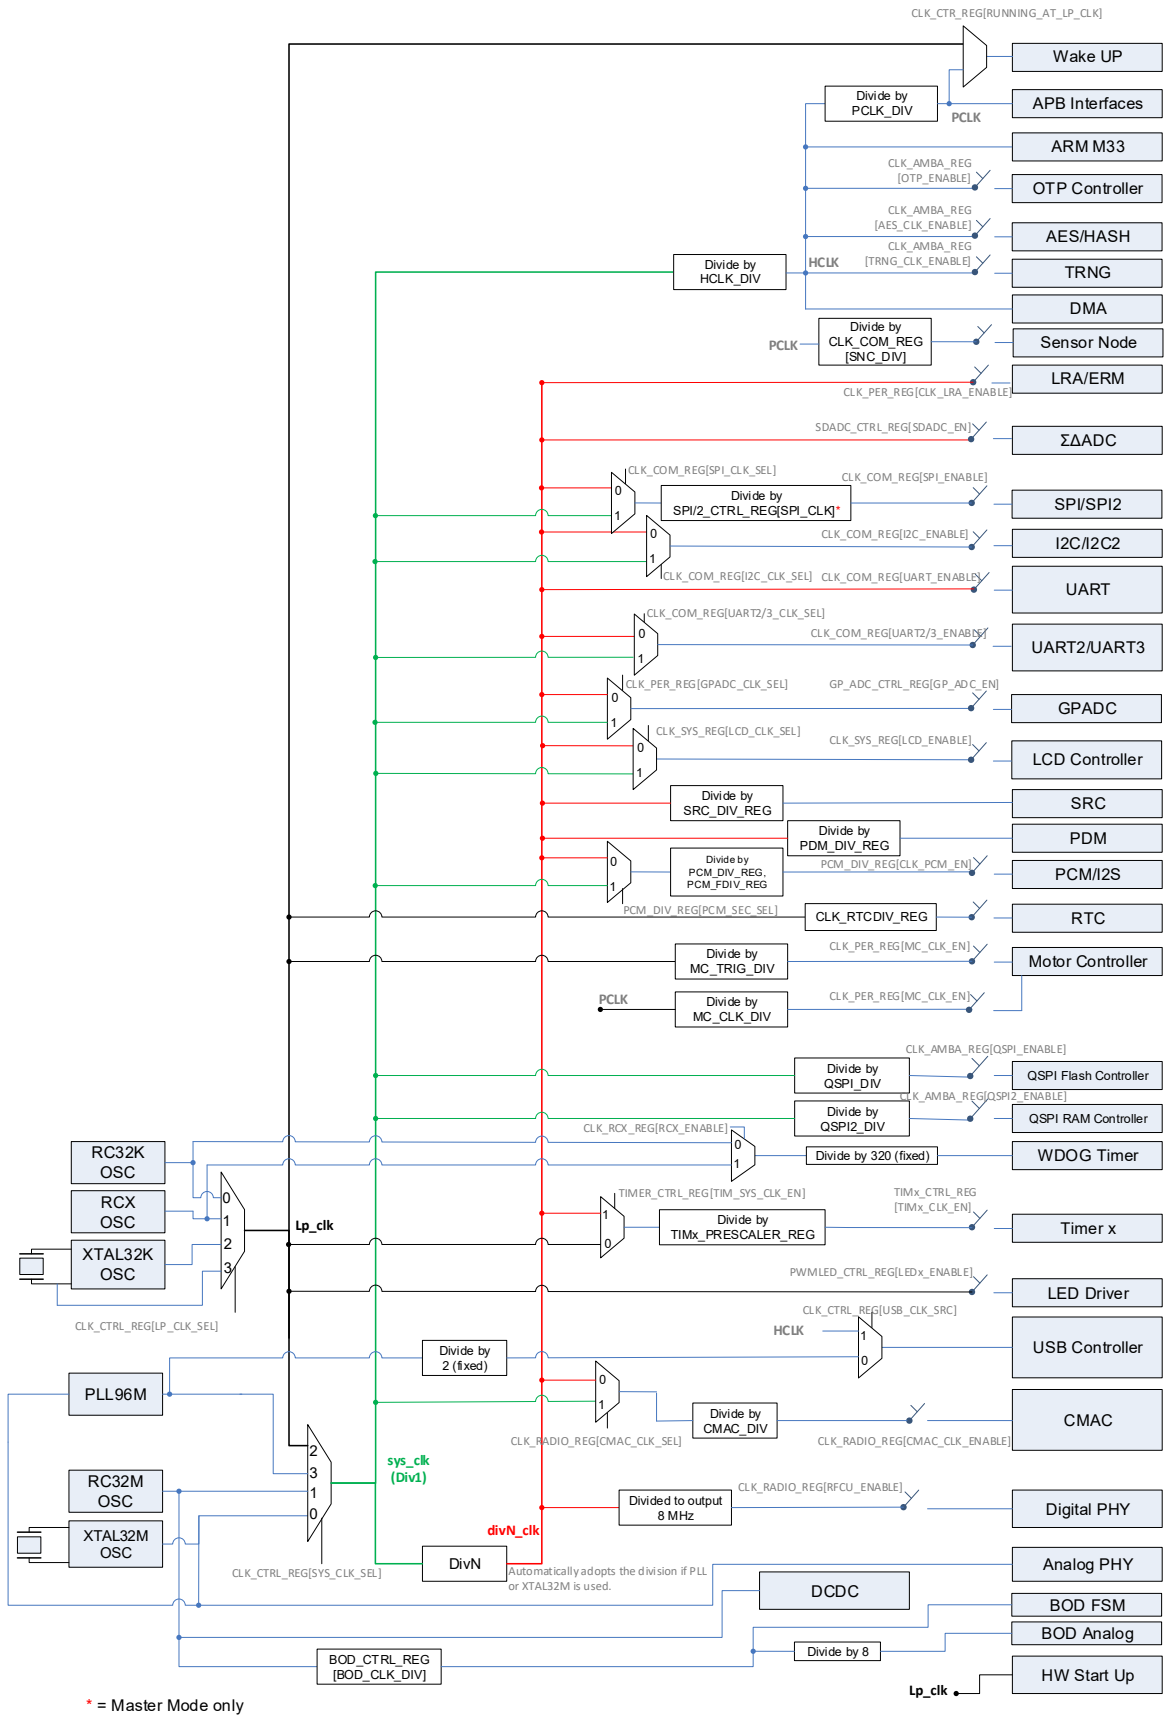 CLK_CTR_REG[RUNNING_AT_LP_CLK]
Wake UP
Divide by
PCLK_DIV
APB Interfaces
PCLK
ARM M33
CLK_AMBA_REG
[OTP_ENABLE]
OTP Controller
CLK_AMBA_REG
[AES_CLK_ENABLE]
AES/HASH
CLK_AMBA_REG
[TRNG_CLK_ENABLE]
Divide by
HCLK_DIV
HCLK
TRNG
DMA
PCLK
Divide by
CLK_COM_REG
[SNC_DIV]
Sensor Node
LRA/ERM
CLK_PER_REG[CLK_LRA_ENABLE]
SDADC_CTRL_REG[SDADC_EN]
ΣΔADC
CLK_COM_REG[SPI_CLK_SEL]
CLK_COM_REG[SPI_ENABLE]
0
1
Divide by
SPI/2_CTRL_REG[SPI_CLK]*
SPI/SPI2
0
1
CLK_COM_REG[I2C_ENABLE]
I2C/I2C2
CLK_COM_REG[I2C_CLK_SEL]
CLK_COM_REG[UART_ENABLE]
UART
CLK_COM_REG[UART2/3_CLK_SEL]
0
1
CLK_COM_REG[UART2/3_ENABLE]
UART2/UART3
CLK_PER_REG[GPADC_CLK_SEL]
GP_ADC_CTRL_REG[GP_ADC_EN]
0
1
GPADC
CLK_SYS_REG[LCD_CLK_SEL]
CLK_SYS_REG[LCD_ENABLE]
0
1
LCD Controller
Divide by
SRC_DIV_REG
SRC
Divide by
PDM_DIV_REG
PDM
0
1
Divide by
PCM_DIV_REG,
PCM_FDIV_REG
PCM_DIV_REG[CLK_PCM_EN]
PCM/I2S
PCM_DIV_REG[PCM_SEC_SEL]
CLK_RTCDIV_REG
RTC
Divide by
MC_TRIG_DIV
CLK_PER_REG[MC_CLK_EN]
Motor Controller
PCLK
Divide by
MC_CLK_DIV
CLK_PER_REG[MC_CLK_EN]
CLK_AMBA_REG[QSPI_ENABLE]
Divide by
QSPI_DIV
QSPI Flash Controller
CLK_AMBA_REG[QSPI2_ENABLE]
Divide by
QSPI2_DIV
QSPI RAM Controller
CLK_RCX_REG[RCX_ENABLE]
0
1
Divide by 320 (fixed)
WDOG Timer
RC32K
OSC
RCX
OSC
XTAL32K
OSC
0
1
2
3
Lp_clk
CLK_CTRL_REG[LP_CLK_SEL]
TIMER_CTRL_REG[TIM_SYS_CLK_EN]
1
0
Divide by
TIMx_PRESCALER_REG
TIMx_CTRL_REG
[TIMx_CLK_EN]
Timer x
PWMLED_CTRL_REG[LEDx_ENABLE]
LED Driver
CLK_CTRL_REG[USB_CLK_SRC]
HCLK
1
0
USB Controller
Divide by
2 (fixed)
PLL96M
0
1
Divide by
CMAC_DIV
CMAC
CLK_RADIO_REG[CMAC_CLK_SEL]
CLK_RADIO_REG[CMAC_CLK_ENABLE]
2
3
1
0
sys_clk
(Div1)
RC32M
OSC
XTAL32M
OSC
CLK_CTRL_REG[SYS_CLK_SEL]
Divided to output
8 MHz
CLK_RADIO_REG[RFCU_ENABLE]
Digital PHY
divN_clk
DivN
Automatically adopts the division if PLL
or XTAL32M is used.
Analog PHY
DCDC
BOD FSM
BOD_CTRL_REG
[BOD_CLK_DIV]
Divide by 8
BOD Analog
Lp_clk
HW Start Up
* = Master Mode only